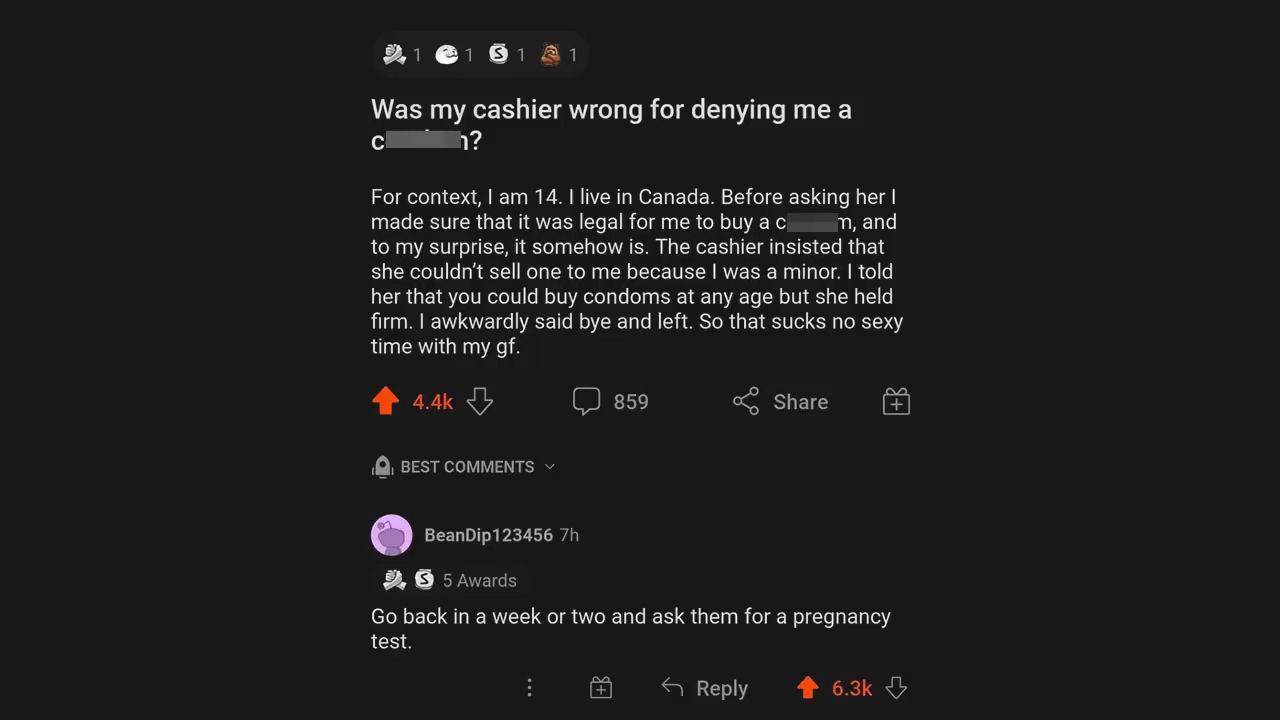 1 1 1 1
Was my cashier wrong for denying me a
?
For context, I am 14. I live in Canada. Before asking her I
made sure that it was legal for me to buy a , and
to my surprise, it somehow is. The cashier insisted that
she couldn’t sell one to me because I was a minor. I told
her that you could buy condoms at any age but she held
firm. I awkwardly said bye and left. So that sucks no sexy
time with my gf.
4.4k 859 Share
BEST COMMENTS
BeanDip123456 7h
5 Awards
Go back in a week or two and ask them for a pregnancy
test.
Reply 6.3k